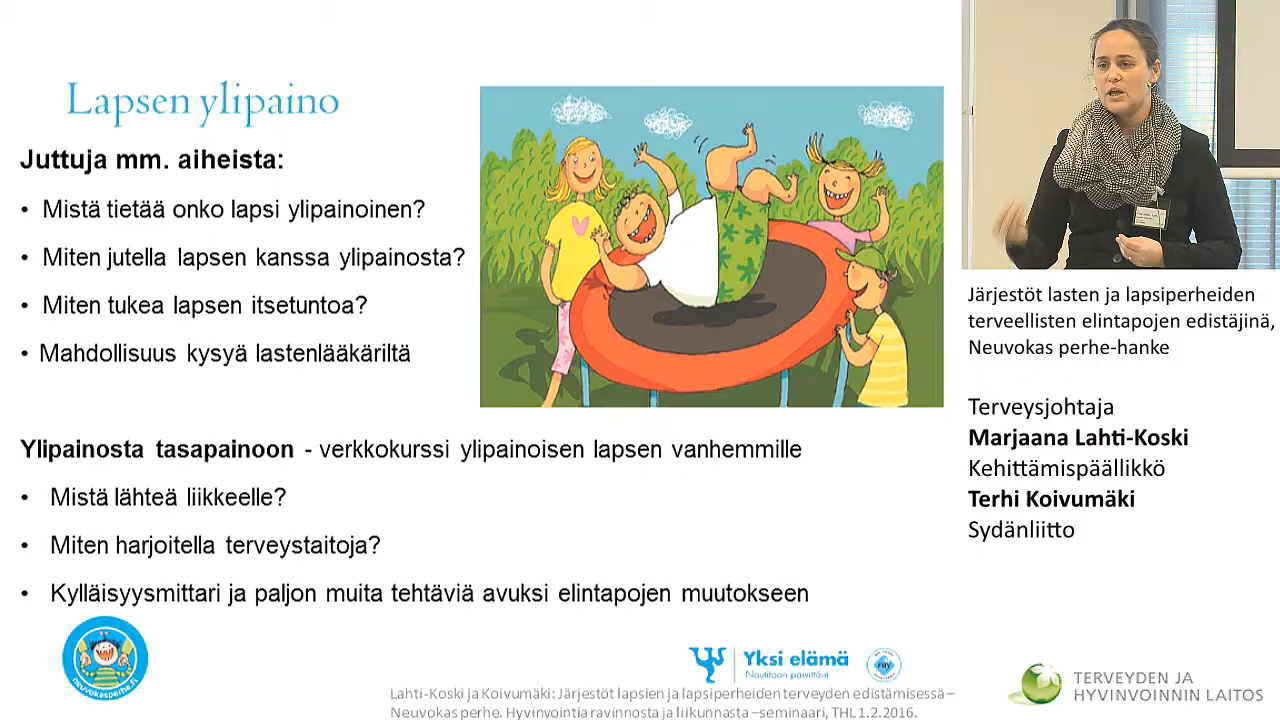 Lapsen ylipaino
Juttuja mm. aiheista:
• Mistä tietää onko lapsi ylipainoinen?
• Miten jutella lapsen kanssa ylipainosta?
• Miten tukea lapsen itsetuntoa?
• Mahdollisuus kysyä lastenlääkäriltä
Ylipainosta tasapainoon - verkkokurssi ylipainoisen lapsen vanhemmille
• Mistä lähteä liikkeelle?
• Miten harjoitella terveystaitoja?
• Kylläisyysmittari ja paljon muita tehtäviä avuksi elintapojen muutokseen
Järjestöt lasten ja lapsiperheiden
terveellisten elintapojen edistäjinä,
Neuvokas perhe-hanke
Terveysjohtaja
Marjaana Lahti-Koski
Kehittämispäällikkö
Terhi Koivumäki
Sydänliitto
neuvokasperhe.fi
Yksi elämä
Nautitaan päivittäin
ray
Lahti-Koski ja Koivumäki: Järjestöt lapsien ja lapsiperheiden terveyden edistämisessä –
Neuvokas perhe. Hyvinvointia ravinnosta ja liikunnasta –seminaari, THL 1.2.2016.
TERVEYDEN JA
HYVINVOINNIN LAITOS